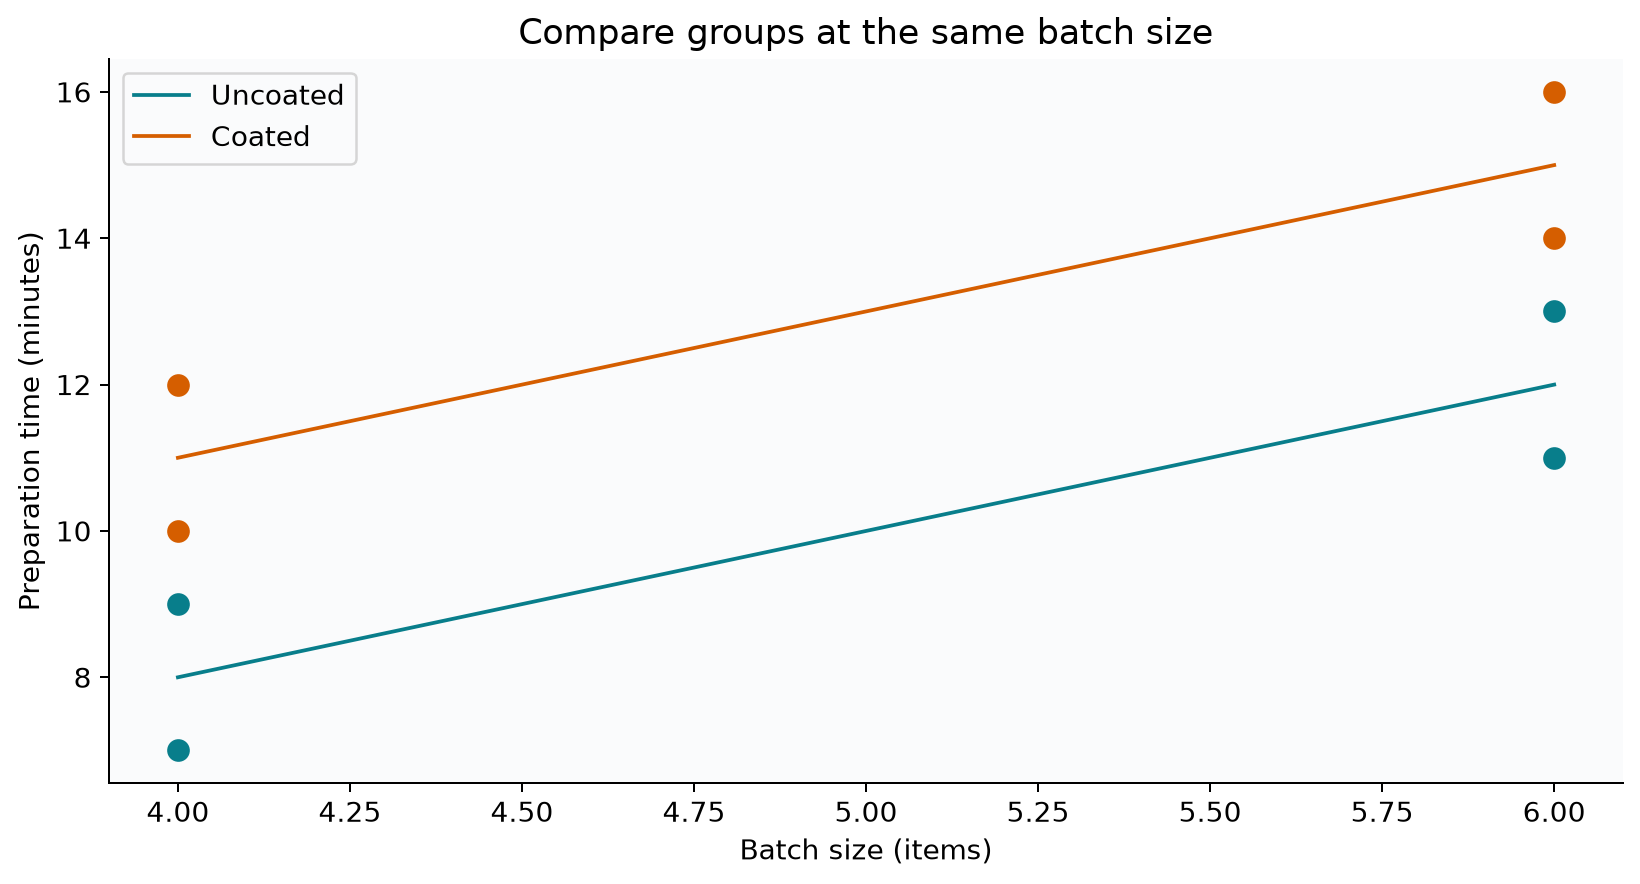 Compare groups at the same batch size
Uncoated
Coated
Preparation time (minutes)
16
14
12
10
8
4.00 4.25 4.50 4.75 5.00 5.25 5.50 5.75 6.00
Batch size (items)